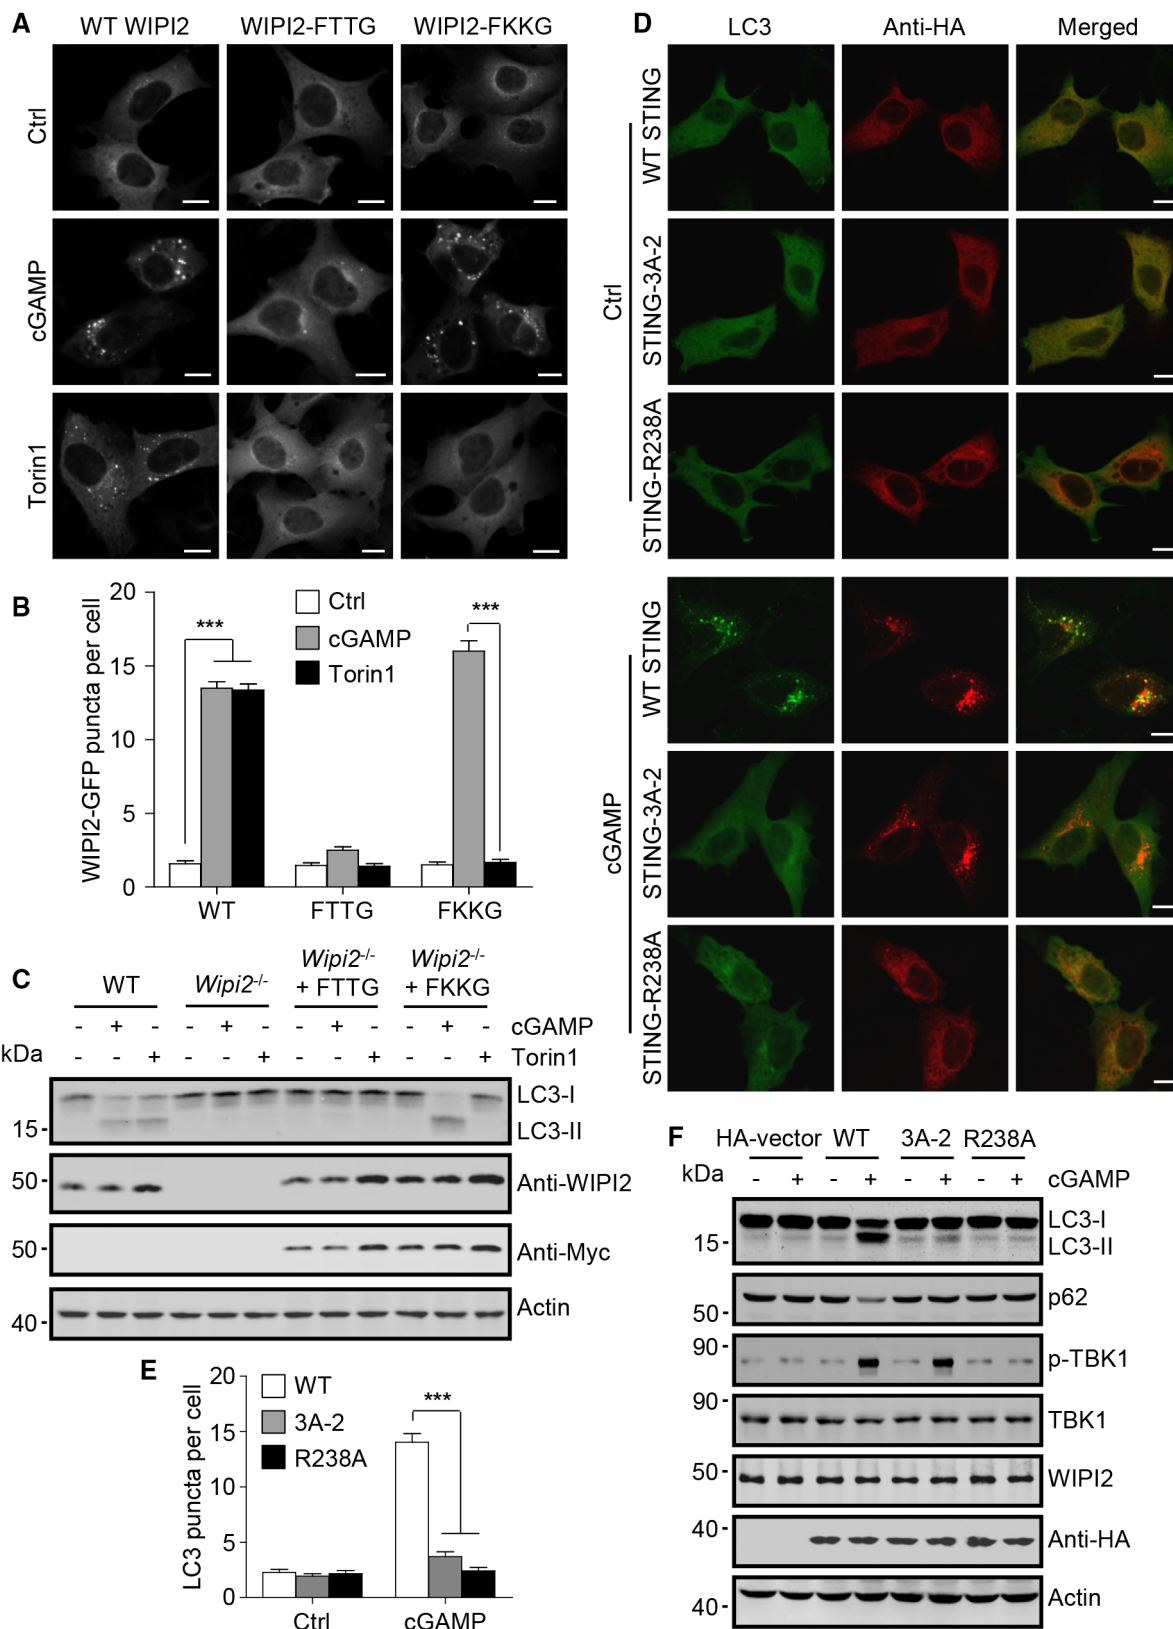 A
WT WIPI2 WIPI2-FTTG WIPI2-FKKG
Ctrl
cGAMP
Torin1
B
WIPI2-GFP puncta per cell
20
15
10
5
0
Ctrl
cGAMP
Torin1
***
***
WT FTTG FKKG
C
WT Wipi2-/- Wipi2-/- + FTTG Wipi2-/- + FKKG
- + - - + - - + - - + - cGAMP
kDa - - + - - + - - + - - + Torin1
LC3-I
15 LC3-II
50 Anti-WIPI2
50 Anti-Myc
40 Actin
D
LC3 Anti-HA Merged
Ctrl
WT STING
STING-3A-2
STING-R238A
cGAMP
WT STING
STING-3A-2
STING-R238A
E
LC3 puncta per cell
20
15
10
5
0
WT
3A-2
R238A
***
Ctrl cGAMP
F
HA-vector WT 3A-2 R238A
kDa - + - + - + - + cGAMP
LC3-I
15 LC3-II
p62
50
90 p-TBK1
90 TBK1
50 WIPI2
40 Anti-HA
40 Actin